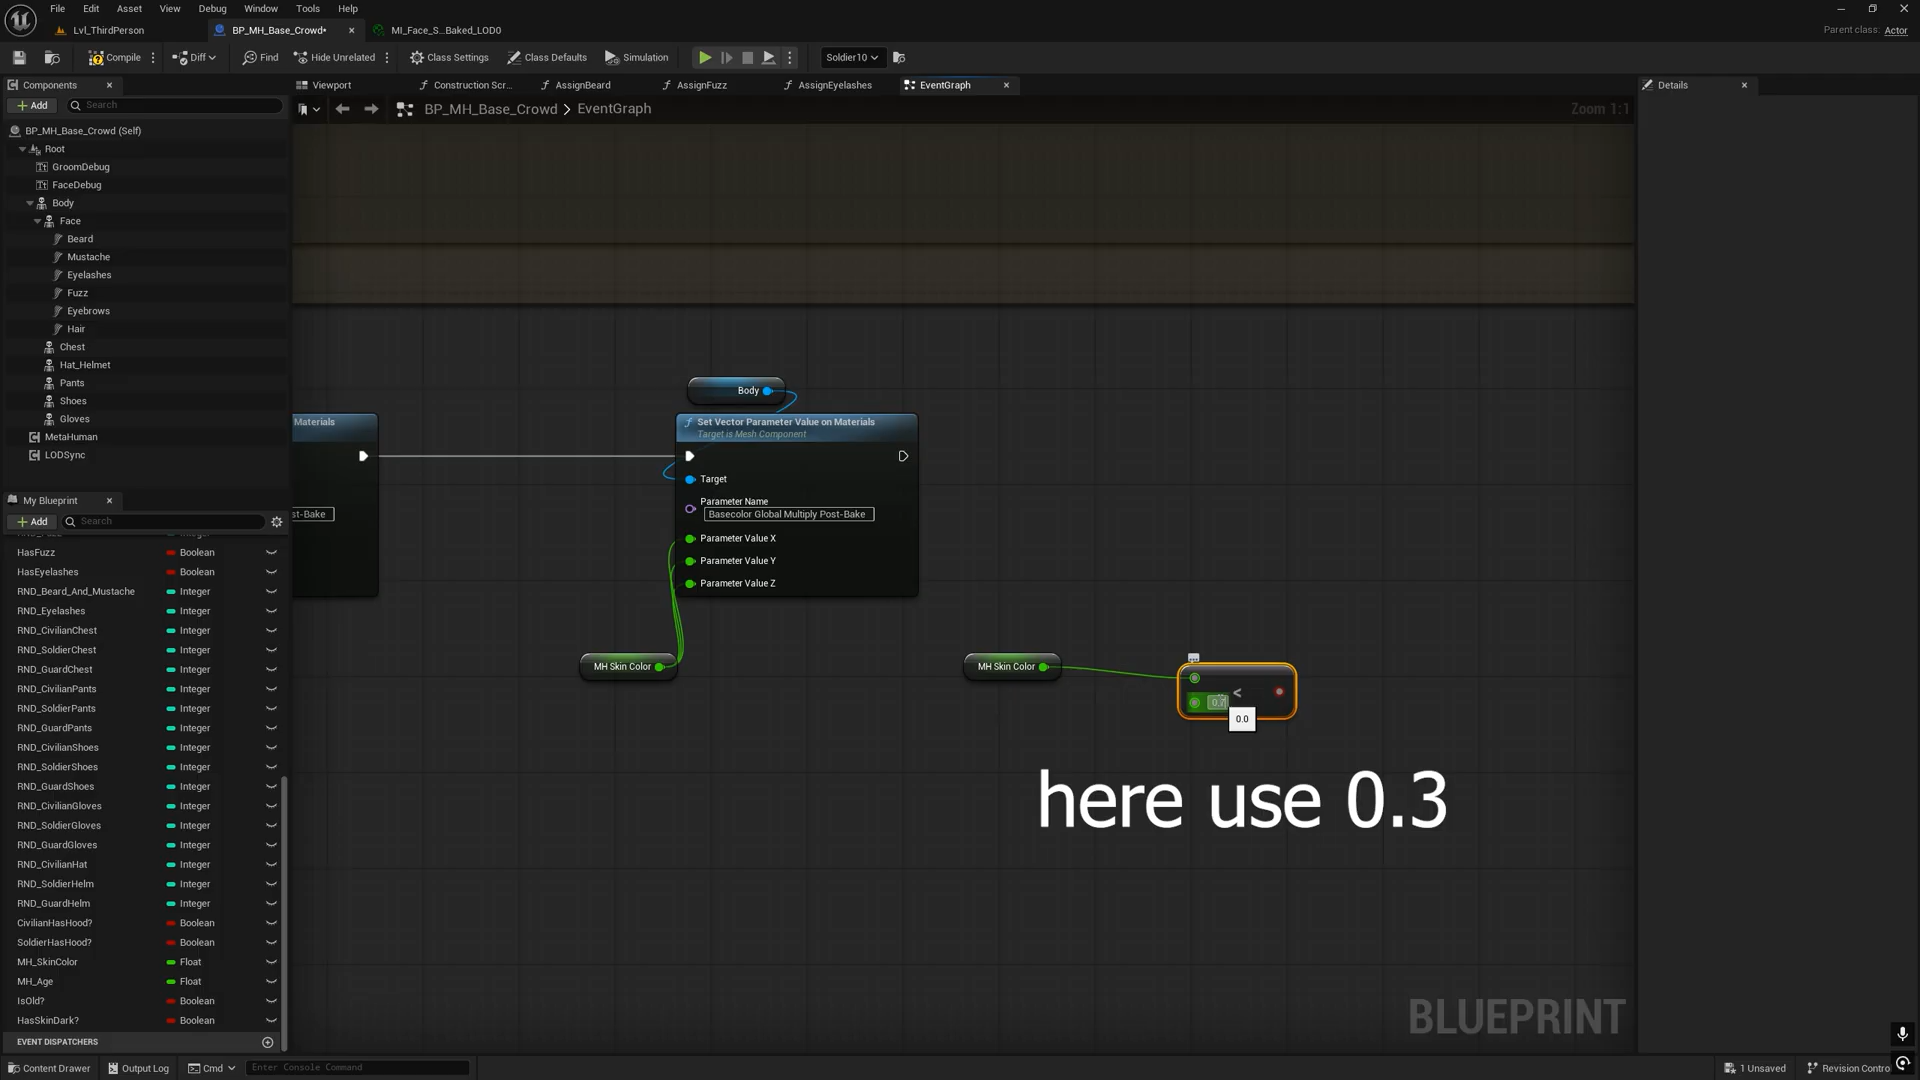 File Edit Asset View Debug Window Tools Help
Lvl_ThirdPerson
BP_MH_Base_Crowd*
MI_Face_S...Baked_LOD0
Parent class: Actor
Compile
Diff
Find
Hide Unrelated
Class Settings
Class Defaults
Simulation
Soldier10
Components
Viewport
Construction Scr...
AssignBeard
AssignFuzz
AssignEyelashes
EventGraph
Details
+ Add
Search
BP_MH_Base_Crowd > EventGraph
Zoom 1:1
BP_MH_Base_Crowd (Self)
Root
GroomDebug
FaceDebug
Body
Face
Beard
Mustache
Eyelashes
Fuzz
Eyebrows
Hair
Chest
Hat_Helmet
Pants
Shoes
Gloves
MetaHuman
LODSync
My Blueprint
+ Add
Search
HasFuzz Boolean
HasEyelashes Boolean
RND_Beard_And_Mustache Integer
RND_Eyelashes Integer
RND_CivilianChest Integer
RND_SoldierChest Integer
RND_GuardChest Integer
RND_CivilianPants Integer
RND_SoldierPants Integer
RND_GuardPants Integer
RND_CivilianShoes Integer
RND_SoldierShoes Integer
RND_GuardShoes Integer
RND_CivilianGloves Integer
RND_SoldierGloves Integer
RND_GuardGloves Integer
RND_CivilianHat Integer
RND_SoldierHelm Integer
RND_GuardHelm Integer
CivilianHasHood? Boolean
SoldierHasHood? Boolean
MH_SkinColor Float
MH_Age Float
IsOld? Boolean
HasSkinDark? Boolean
EVENT DISPATCHERS
Materials
st-Bake
Body
Set Vector Parameter Value on Materials
Target is Mesh Component
Target
Parameter Name
Basecolor Global Multiply Post-Bake
Parameter Value X
Parameter Value Y
Parameter Value Z
MH Skin Color
MH Skin Color
<
0.0
here use 0.3
BLUEPRINT
Content Drawer
Output Log
Cmd
Enter Console Command
1 Unsaved
Revision Contro